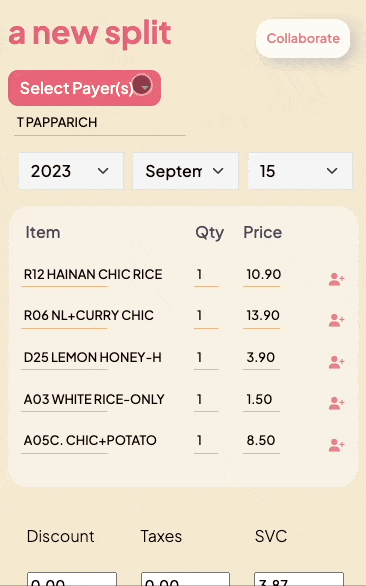 a new split
Collaborate
Select Payer(s)
T PAPPARICH
2023 Septem 15
Item Qty Price
R12 HAINAN CHIC RICE 1 10.90
R06 NL+CURRY CHIC 1 13.90
D25 LEMON HONEY-H 1 3.90
A03 WHITE RICE-ONLY 1 1.50
A05C. CHIC+POTATO 1 8.50
Discount Taxes SVC
0.00 0.00 3.87